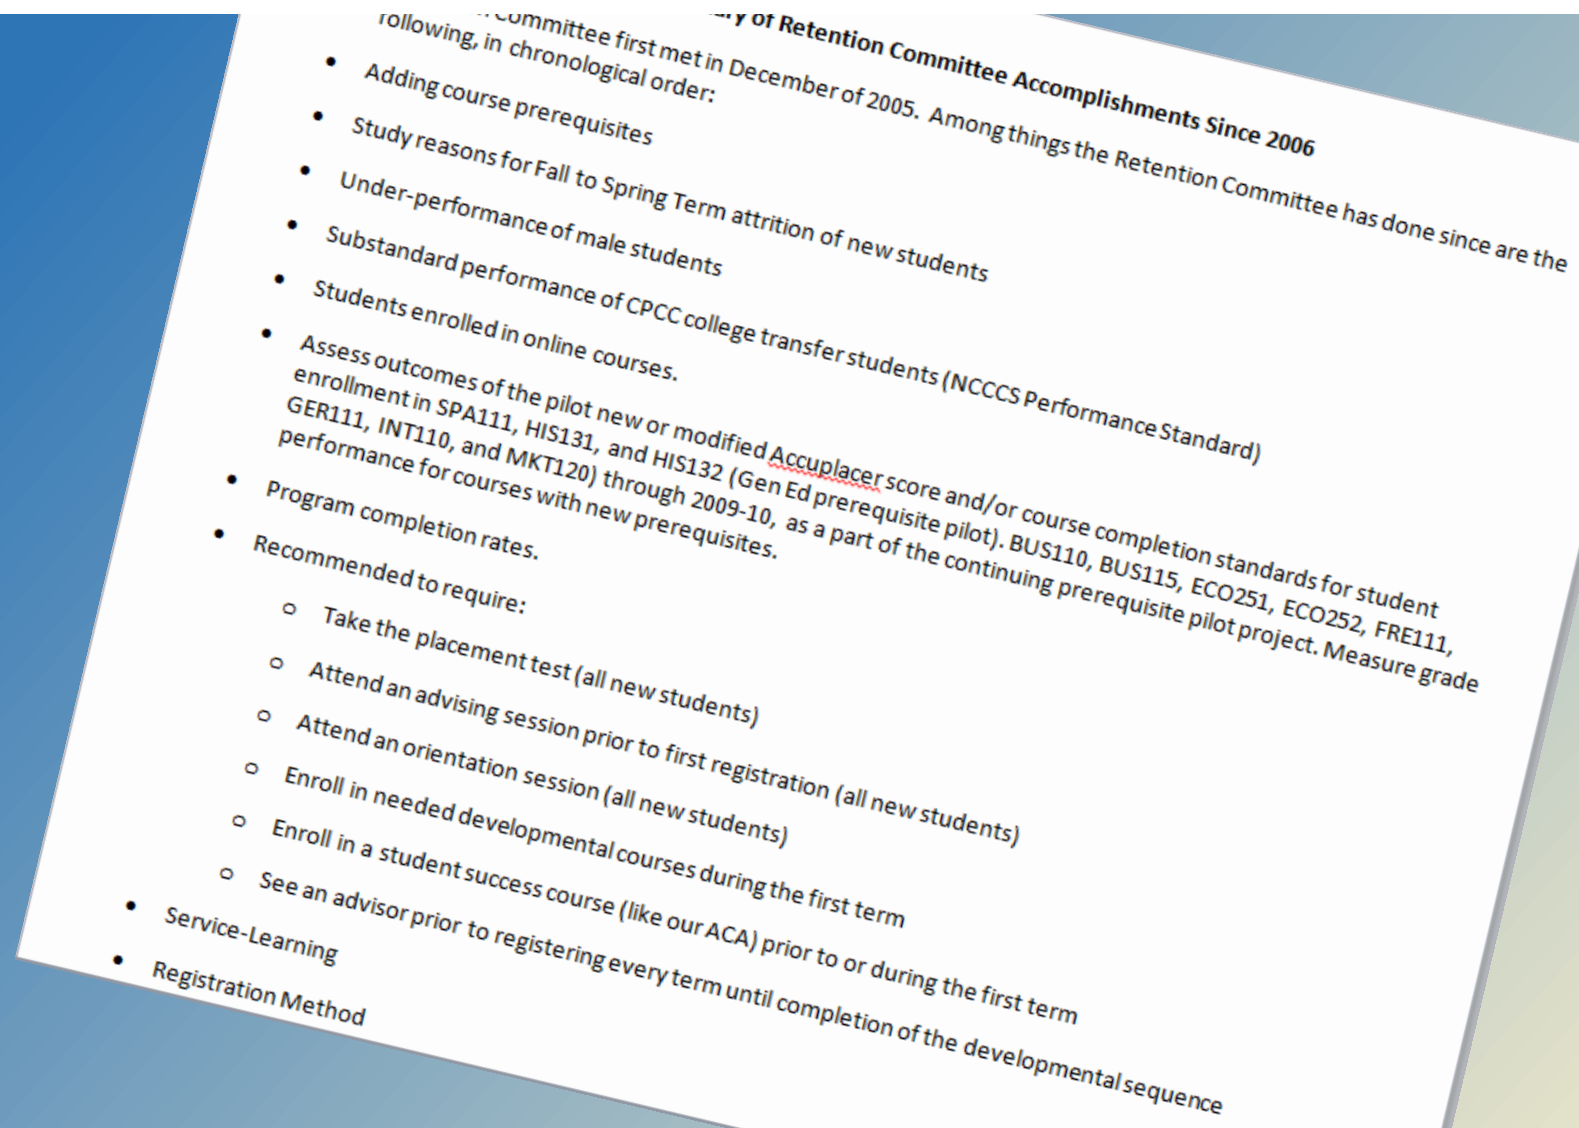 of Retention Committee Accomplishments Since 2006
Committee first met in December of 2005. Among things the Retention Committee has done since are the
following, in chronological order:
• Adding course prerequisites
• Study reasons for Fall to Spring Term attrition of new students
• Under-performance of male students
• Substandard performance of CPCC college transfer students (NCCCS Performance Standard)
• Students enrolled in online courses.
• Assess outcomes of the pilot new or modified Accuplacer score and/or course completion standards for student
enrollment in SPA111, HIS131, and HIS132 (Gen Ed prerequisite pilot). BUS110, BUS115, ECO251, ECO252, FRE111,
GER111, INT110, and MKT120) through 2009-10, as a part of the continuing prerequisite pilot project. Measure grade
performance for courses with new prerequisites.
• Program completion rates.
• Recommended to require:
o Take the placement test (all new students)
o Attend an advising session prior to first registration (all new students)
o Attend an orientation session (all new students)
o Enroll in needed developmental courses during the first term
o Enroll in a student success course (like our ACA) prior to or during the first term
o See an advisor prior to registering every term until completion of the developmental sequence
• Service-Learning
• Registration Method